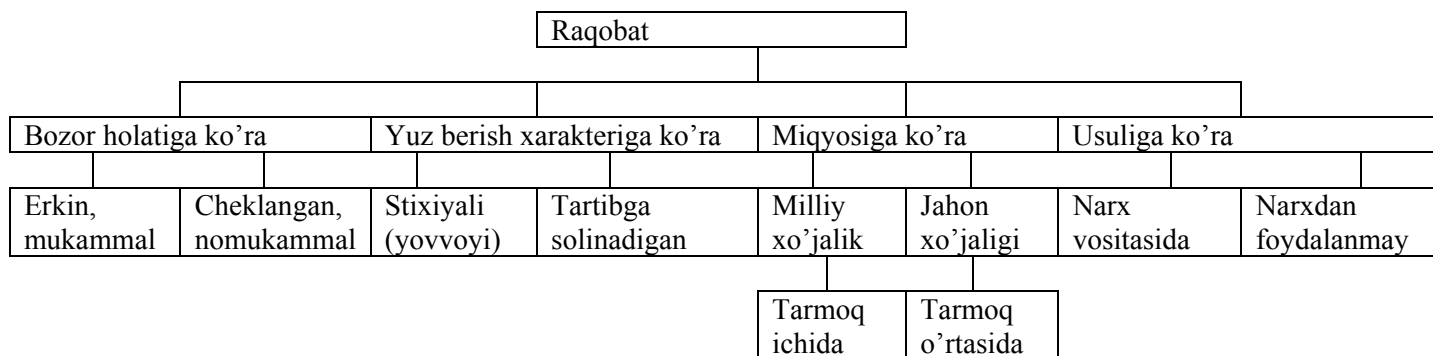 Raqobat
Bozor holatiga ko’ra
Yuz berish xarakteriga ko’ra
Miqyosiga ko’ra
Usuliga ko’ra
Erkin,
mukammal
Cheklangan,
nomukammal
Stixiyali
(yovvoyi)
Tartibga
solinadigan
Milliy
xo’jalik
Jahon
xo’jaligi
Narx
vositasida
Narxdan
foydalanmay
Tarmoq
ichida
Tarmoq
o’rtasida